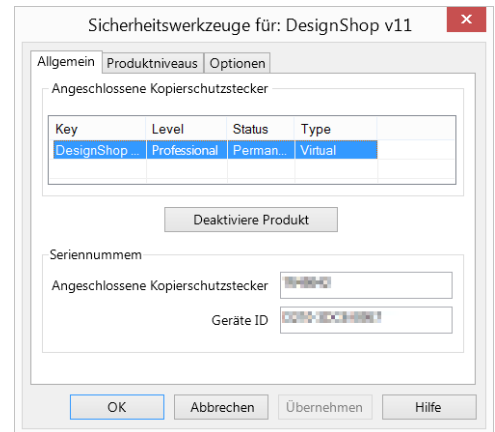 Sicherheitswerkzeuge für: DesignShop v11
Allgemein Produktniveaus Optionen
Angeschlossene Kopierschutzstecker
Key Level Status Type
DesignShop ... Professional Perman... Virtual
Deaktiviere Produkt
Seriennummem
Angeschlossene Kopierschutzstecker
Geräte ID
OK Abbrechen Übernehmen Hilfe